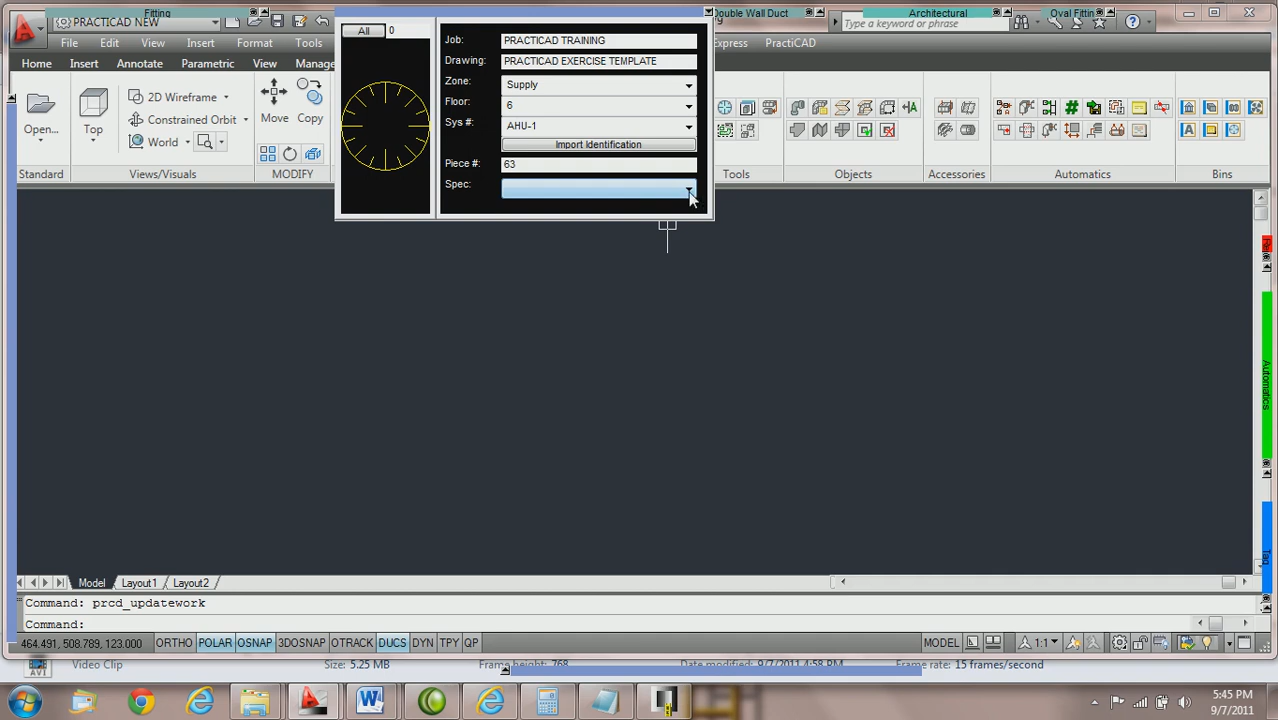 Fitting
Double Wall Duct
Architectural
Oval Fittin
PRACTICAD NEW
Type a keyword or phrase
File Edit View Insert Format Tools
Express PractiCAD
Home Insert Annotate Parametric View Manage
All 0
Job: PRACTICAD TRAINING
Drawing: PRACTICAD EXERCISE TEMPLATE
Zone: Supply
Floor: 6
Sys #: AHU-1
Import Identification
Piece #: 63
Spec:
Open...
Top
2D Wireframe
Constrained Orbit
World
Move Copy
Standard 3D Views/Visuals MODIFY Tools Objects Accessories Automatics Bins
Automatics
Tag
Model Layout1 Layout2
Command: prcd_updatework
Command:
464.491, 508.789, 123.000 ORTHO POLAR OSNAP 3DOSNAP OTRACK DUCS DYN TPY QP MODEL 1:1
Video Clip Size: 5.25 MB Frame height: 768 Date modified: 9/7/2011 4:58 PM Frame rate: 15 frames/second
AVI
5:45 PM
9/7/2011